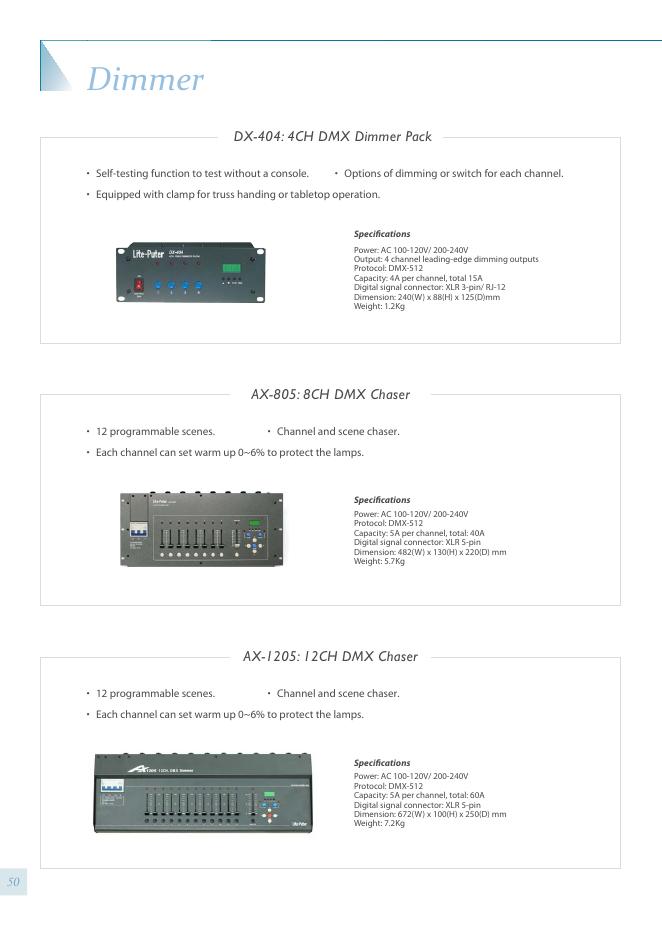 Dimmer
DX-404: 4CH DMX Dimmer Pack
• Self-testing function to test without a console. • Options of dimming or switch for each channel.
• Equipped with clamp for truss handing or tabletop operation.
Lite-Puter DX-404
Specifications
Power: AC 100-120V/ 200-240V
Output: 4 channel leading-edge dimming outputs
Protocol: DMX-512
Capacity: 4A per channel, total 15A
Digital signal connector: XLR 3-pin/ RJ-12
Dimension: 240(W) x 88(H) x 125(D)mm
Weight: 1.2Kg
AX-805: 8CH DMX Chaser
• 12 programmable scenes. • Channel and scene chaser.
• Each channel can set warm up 0~6% to protect the lamps.
Lite-Puter
Specifications
Power: AC 100-120V/ 200-240V
Protocol: DMX-512
Capacity: 5A per channel, total: 40A
Digital signal connector: XLR 5-pin
Dimension: 482(W) x 130(H) x 220(D) mm
Weight: 5.7Kg
AX-1205: 12CH DMX Chaser
• 12 programmable scenes. • Channel and scene chaser.
• Each channel can set warm up 0~6% to protect the lamps.
12CH. DMX Dimmer
Lite-Puter
Specifications
Power: AC 100-120V/ 200-240V
Protocol: DMX-512
Capacity: 5A per channel, total: 60A
Digital signal connector: XLR 5-pin
Dimension: 672(W) x 100(H) x 250(D) mm
Weight: 7.2Kg
50